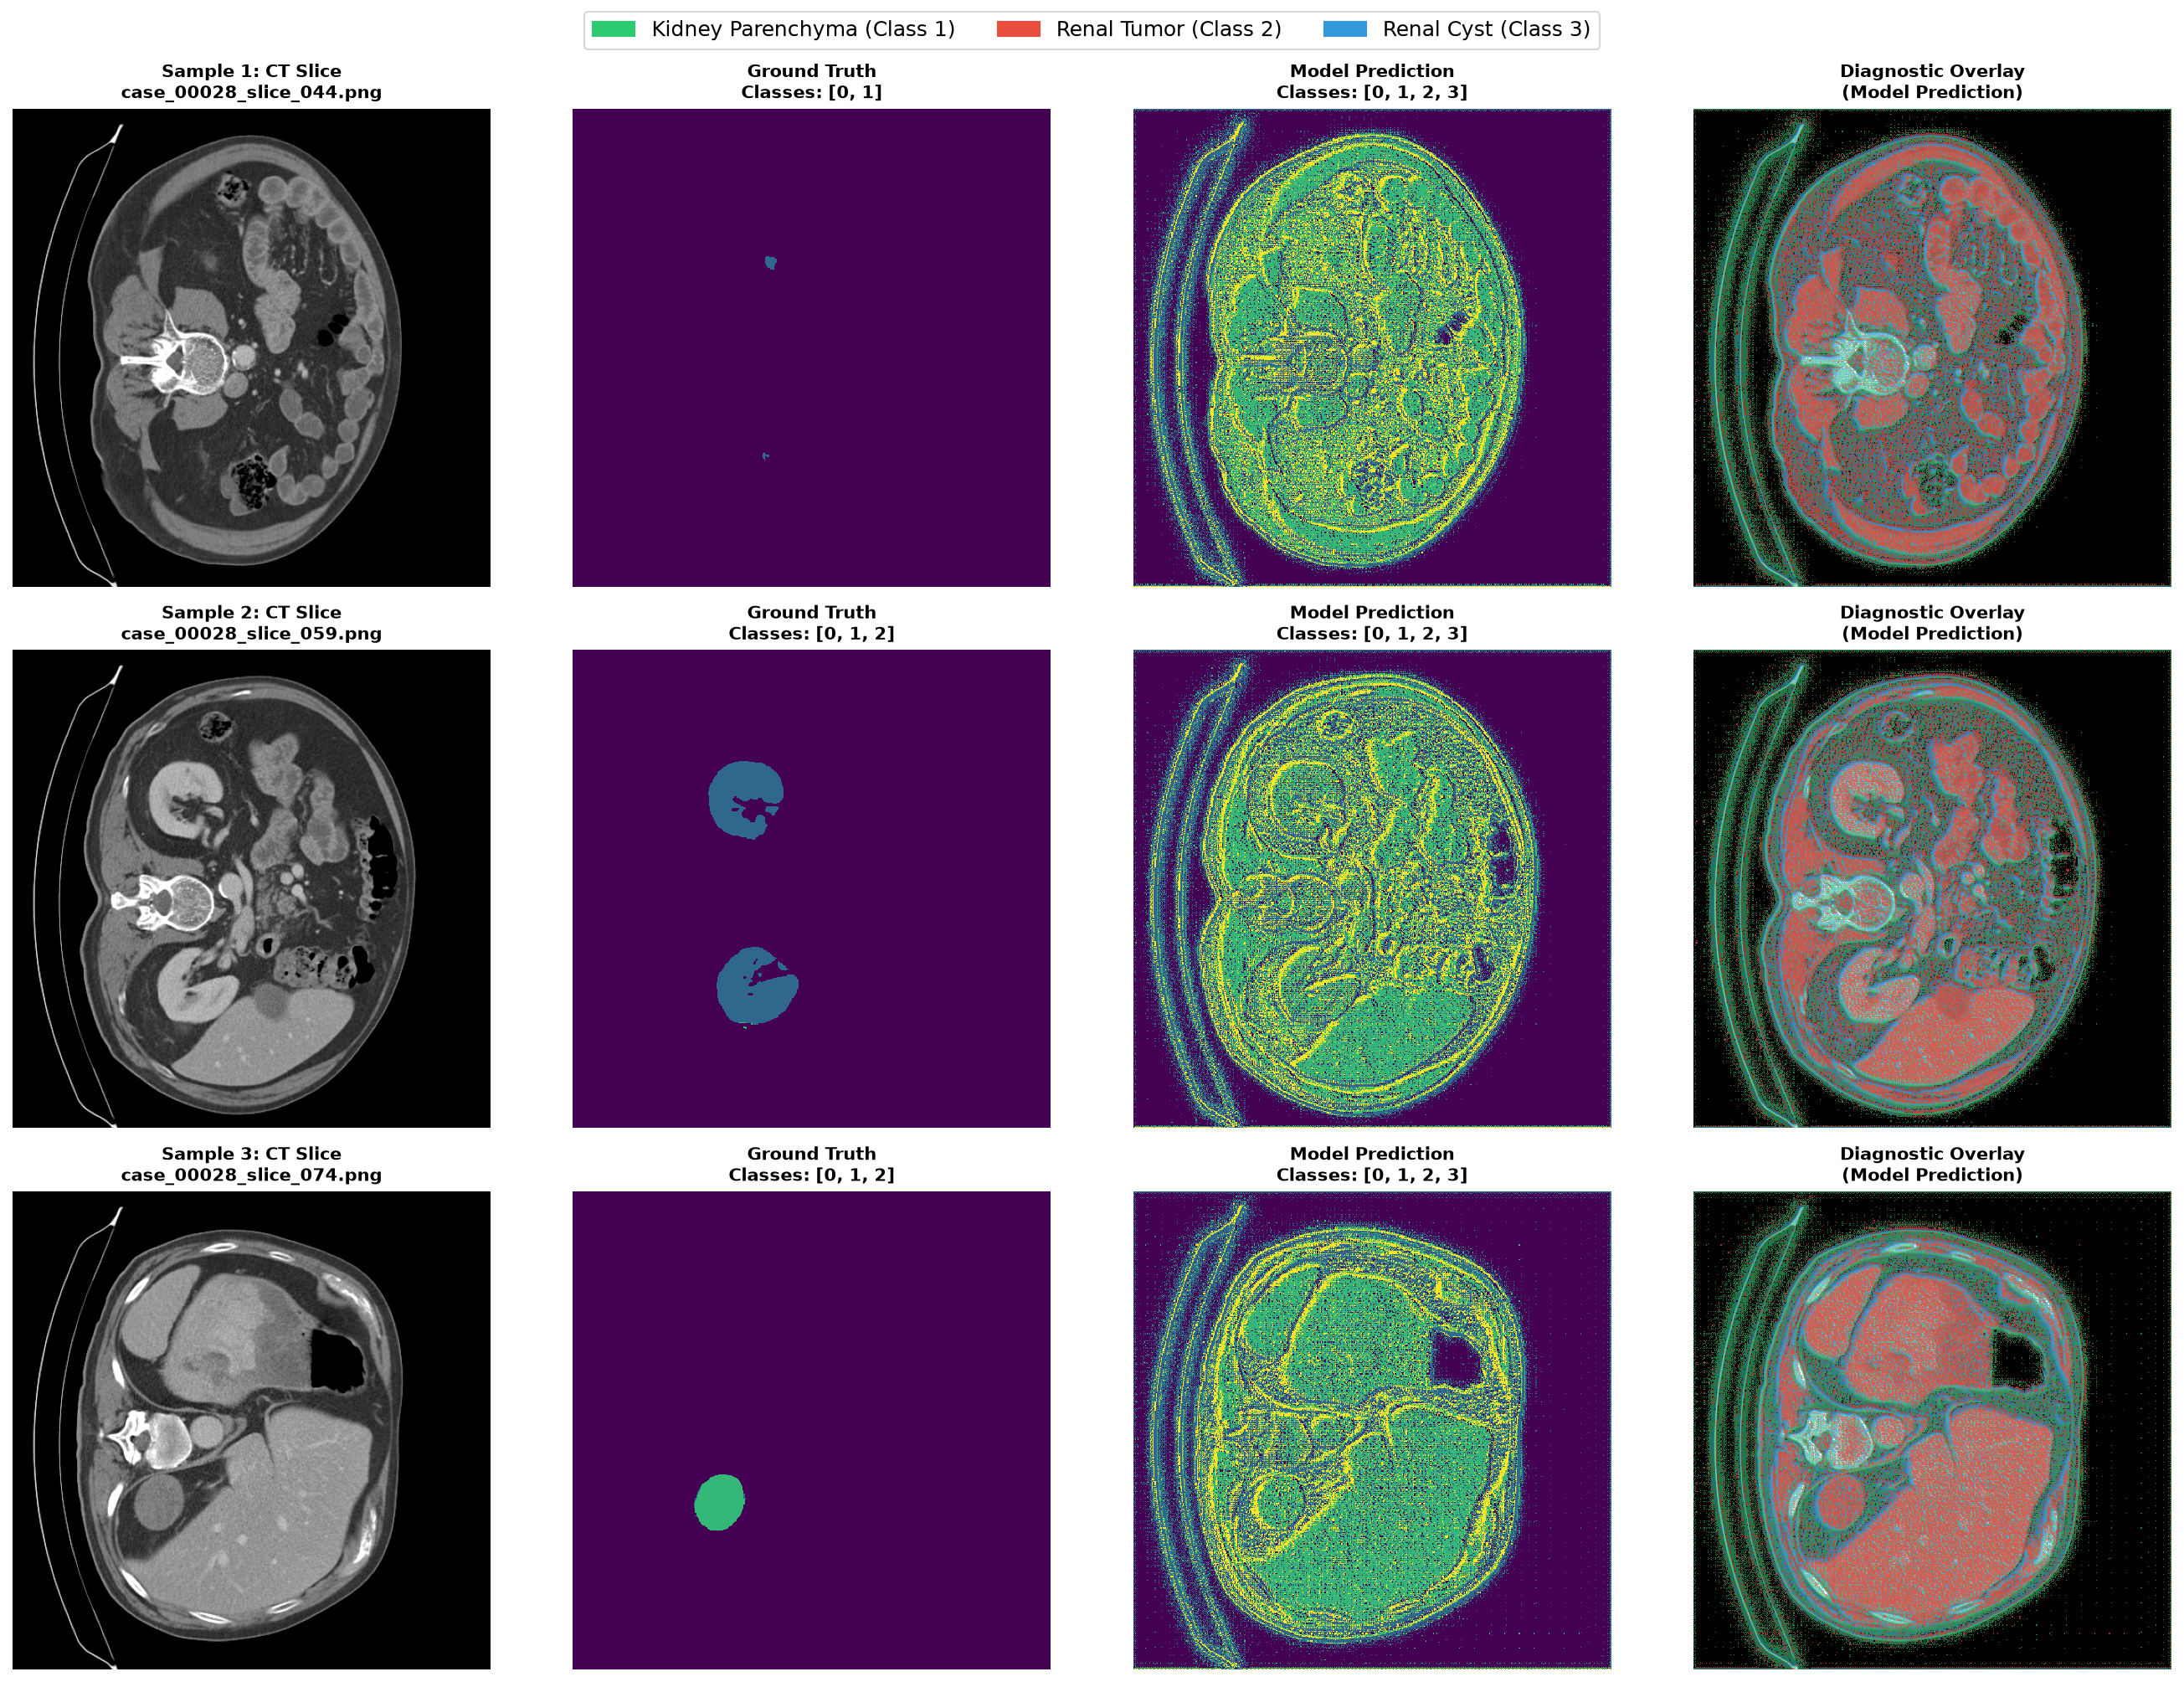 Kidney Parenchyma (Class 1) Renal Tumor (Class 2) Renal Cyst (Class 3)
Sample 1: CT Slice
case_00028_slice_044.png
Ground Truth
Classes: [0, 1]
Model Prediction
Classes: [0, 1, 2, 3]
Diagnostic Overlay
(Model Prediction)
Sample 2: CT Slice
case_00028_slice_059.png
Ground Truth
Classes: [0, 1, 2]
Model Prediction
Classes: [0, 1, 2, 3]
Diagnostic Overlay
(Model Prediction)
Sample 3: CT Slice
case_00028_slice_074.png
Ground Truth
Classes: [0, 1, 2]
Model Prediction
Classes: [0, 1, 2, 3]
Diagnostic Overlay
(Model Prediction)